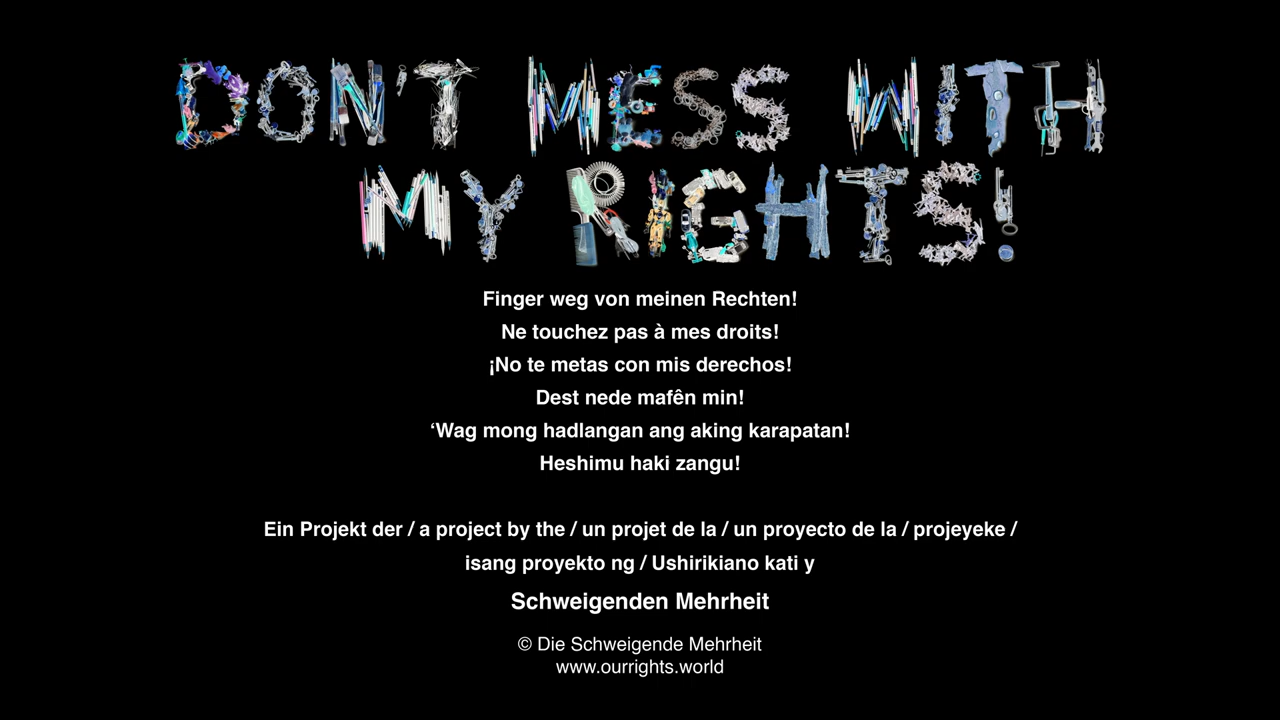 DON'T MESS WITH
MY RIGHTS!
Finger weg von meinen Rechten!
Ne touchez pas à mes droits!
¡No te metas con mis derechos!
Dest nede mafên min!
‘Wag mong hadlangan ang aking karapatan!
Heshimu haki zangu!
Ein Projekt der / a project by the / un projet de la / un proyecto de la / projeyeke /
isang proyekto ng / Ushirikiano kati y
Schweigenden Mehrheit
© Die Schweigende Mehrheit
www.ourrights.world